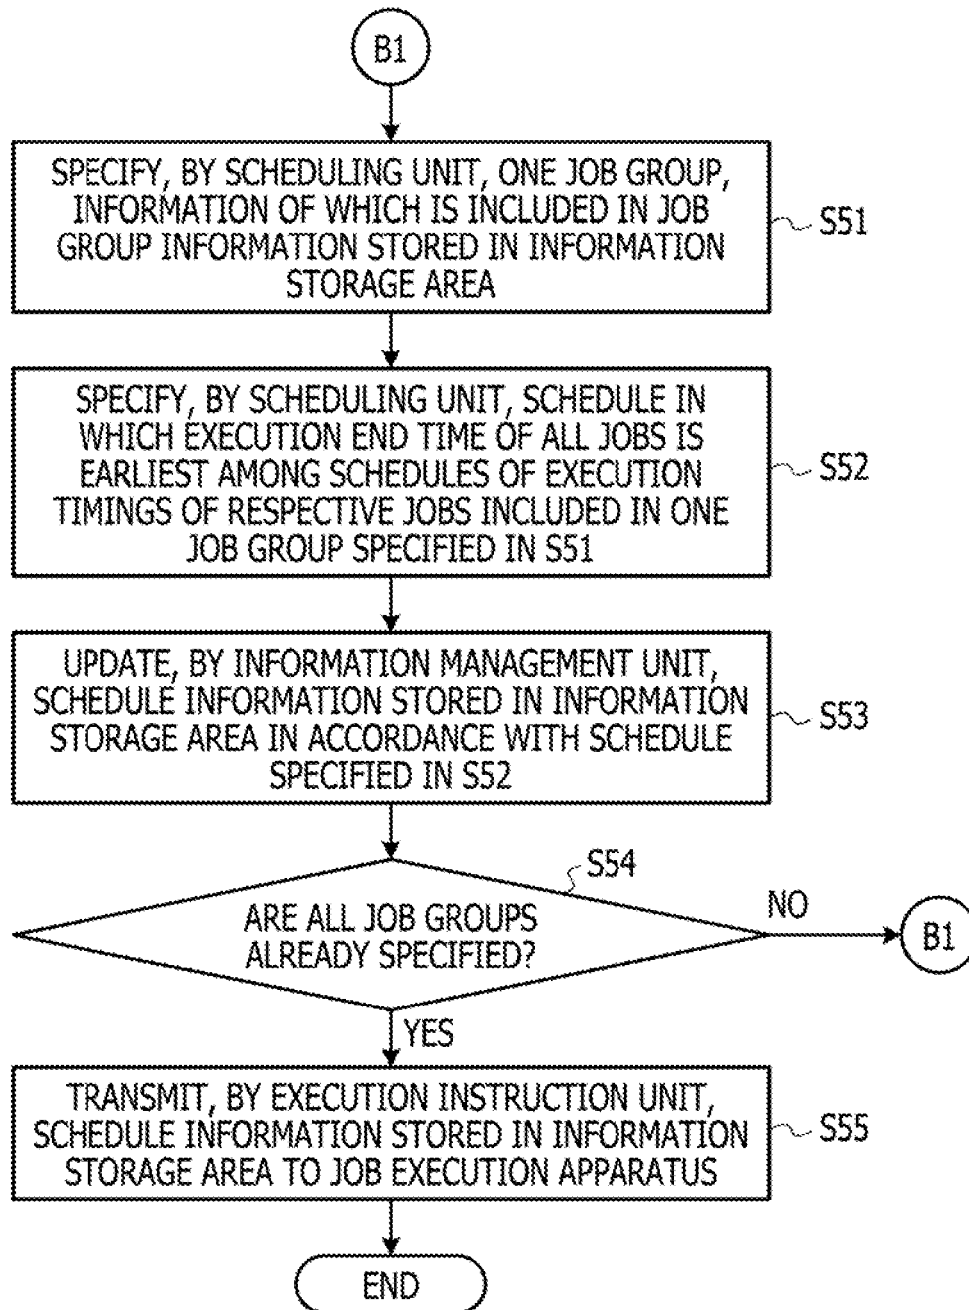 B1
SPECIFY, BY SCHEDULING UNIT, ONE JOB GROUP,
INFORMATION OF WHICH IS INCLUDED IN JOB
GROUP INFORMATION STORED IN INFORMATION
STORAGE AREA
S51
SPECIFY, BY SCHEDULING UNIT, SCHEDULE IN
WHICH EXECUTION END TIME OF ALL JOBS IS
EARLIEST AMONG SCHEDULES OF EXECUTION
TIMINGS OF RESPECTIVE JOBS INCLUDED IN ONE
JOB GROUP SPECIFIED IN S51
S52
UPDATE, BY INFORMATION MANAGEMENT UNIT,
SCHEDULE INFORMATION STORED IN INFORMATION
STORAGE AREA IN ACCORDANCE WITH SCHEDULE
SPECIFIED IN S52
S53
S54
ARE ALL JOB GROUPS
ALREADY SPECIFIED?
NO
B1
YES
TRANSMIT, BY EXECUTION INSTRUCTION UNIT,
SCHEDULE INFORMATION STORED IN INFORMATION
STORAGE AREA TO JOB EXECUTION APPARATUS
S55
END